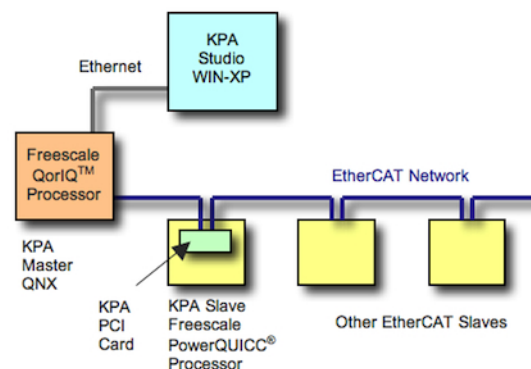 KPA
Studio
WIN-XP
Ethernet
Freescale
QorIQ™
Processor
EtherCAT Network
KPA
Master
QNX
KPA
PCI
Card
KPA Slave
Freescale
PowerQUICC®
Processor
Other EtherCAT Slaves